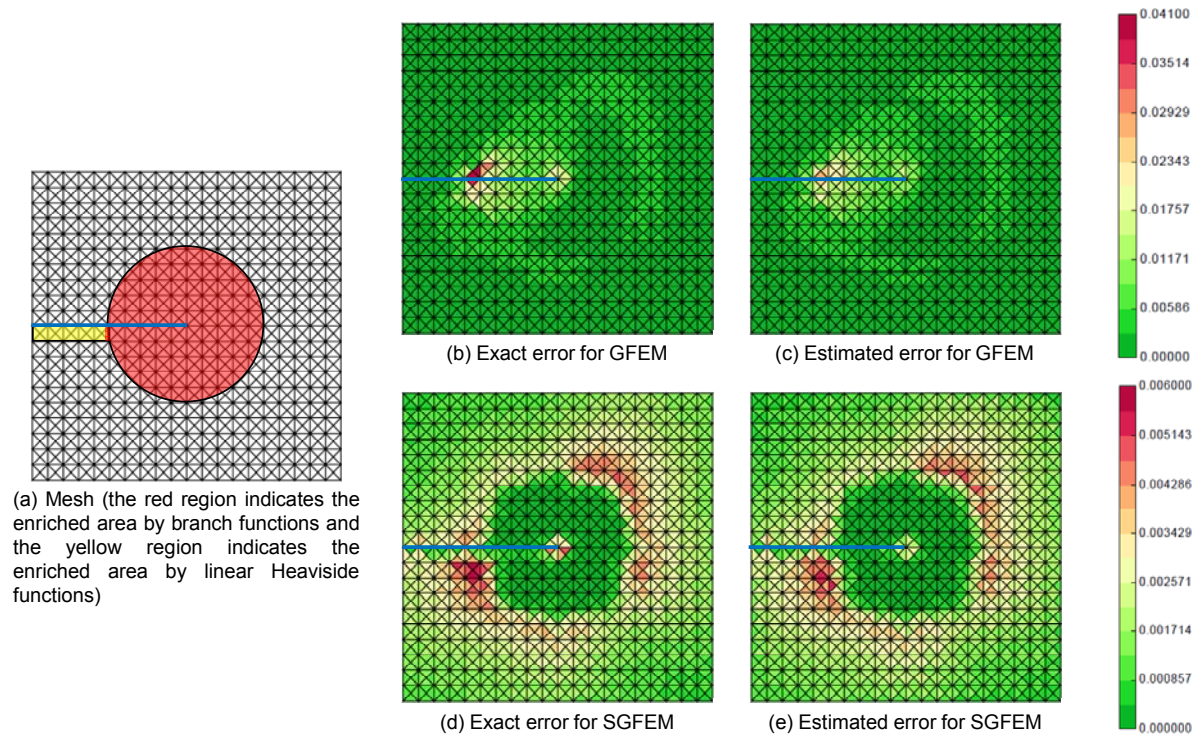 0.04100
0.03514
0.02929
0.02343
0.01757
0.01171
0.00586
0.00000
(b) Exact error for GFEM
(c) Estimated error for GFEM
(a) Mesh (the red region indicates the
enriched area by branch functions and
the yellow region indicates the
enriched area by linear Heaviside
functions)
0.006000
0.005143
0.004286
0.003429
0.002571
0.001714
0.000857
0.000000
(d) Exact error for SGFEM
(e) Estimated error for SGFEM